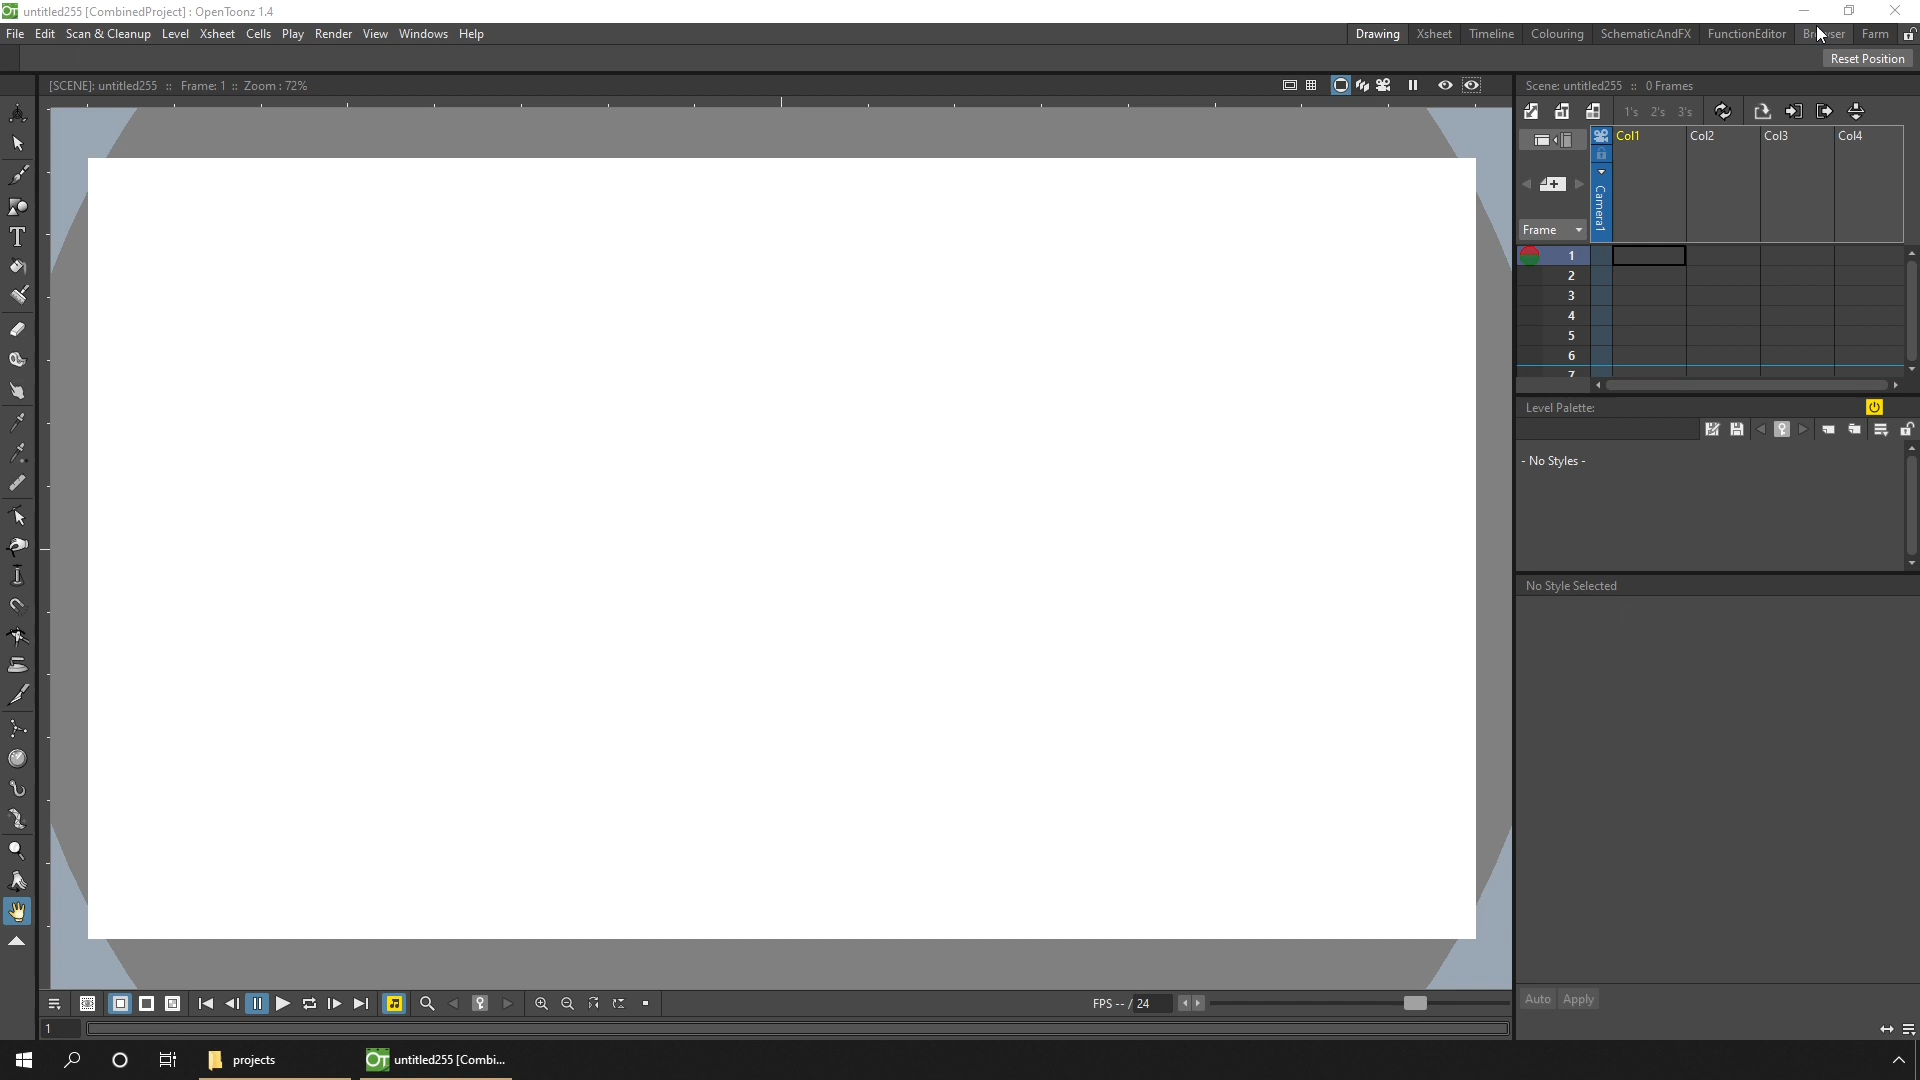 untitled255 [CombinedProject] : OpenToonz 1.4
File Edit Scan & Cleanup Level Xsheet Cells Play Render View Windows Help
Drawing Xsheet Timeline Colouring SchematicAndFX FunctionEditor Browser Farm
Reset Position
[SCENE]: untitled255 :: Frame: 1 :: Zoom : 72%
Scene: untitled255 :: 0 Frames
1's 2's 3's
Col1 Col2 Col3 Col4
Camera1
Frame
1
2
3
4
5
6
7
Level Palette:
- No Styles -
No Style Selected
Auto Apply
FPS -- / 24
1
projects
untitled255 [Combi...